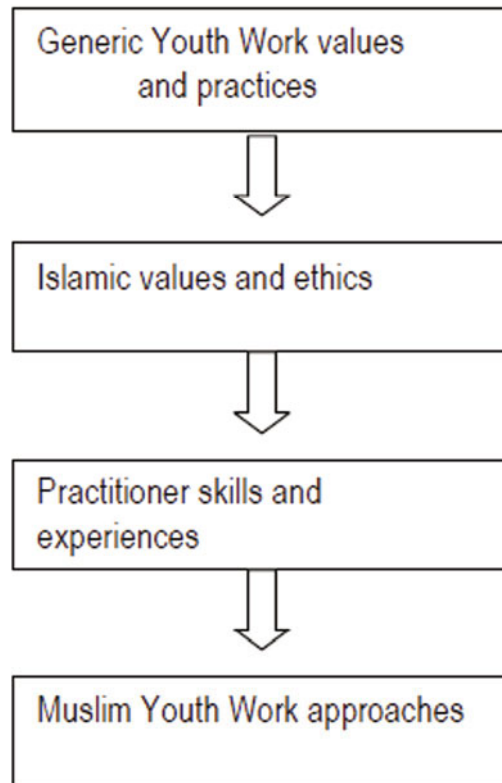 Generic Youth Work values
and practices
Islamic values and ethics
Practitioner skills and
experiences
Muslim Youth Work approaches